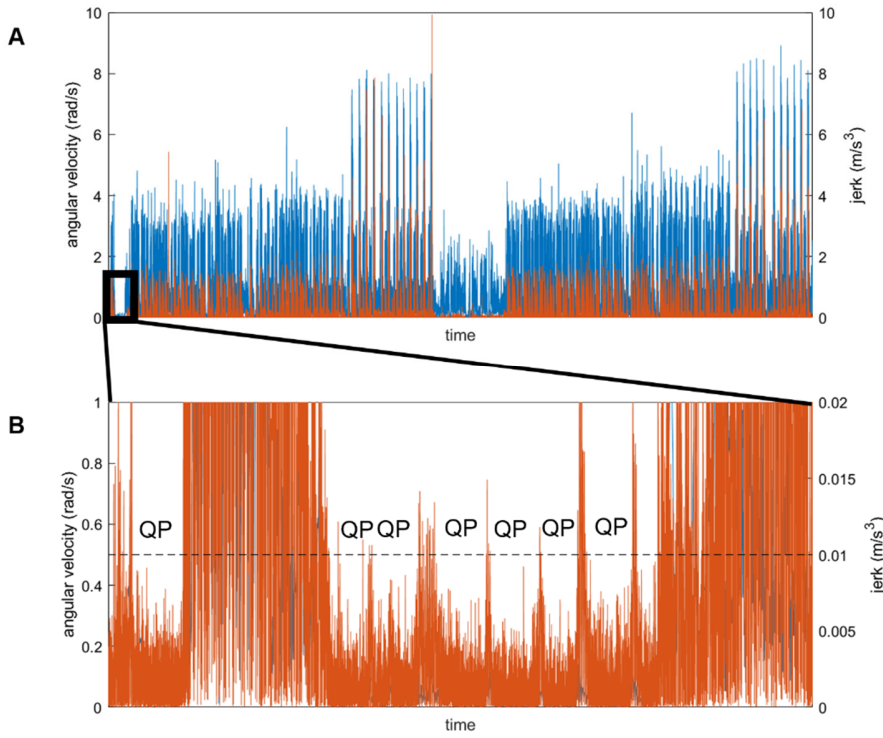 A
10
8
6
4
2
0
angular velocity (rad/s)
time
10
8
6
4
2
0
jerk (m/s³)
B
1
0.8
0.6
0.4
0.2
0
angular velocity (rad/s)
QP
QP
QP
QP
QP
QP
QP
time
0.02
0.015
0.01
0.005
0
jerk (m/s³)